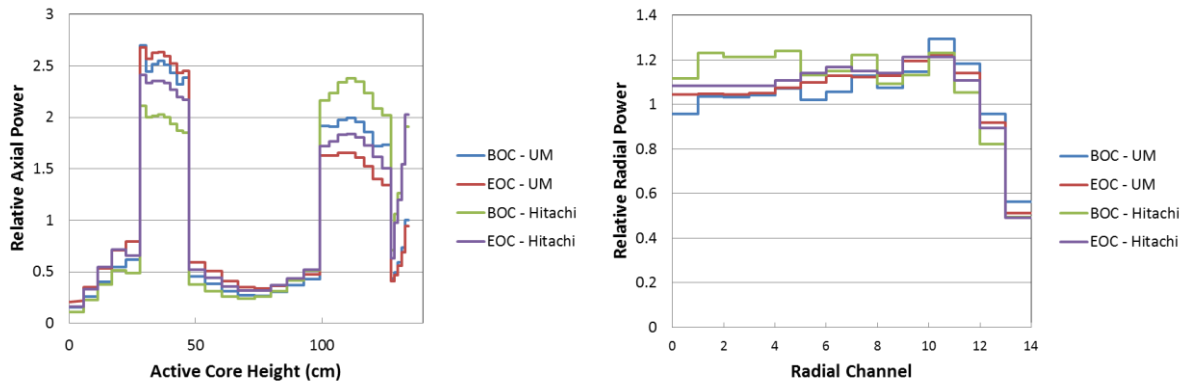 Relative Axial Power
3
2.5
2
1.5
1
0.5
0
0 50 100
Active Core Height (cm)
BOC - UM
EOC - UM
BOC - Hitachi
EOC - Hitachi
Relative Radial Power
1.4
1.2
1
0.8
0.6
0.4
0.2
0
0 2 4 6 8 10 12 14
Radial Channel
BOC - UM
EOC - UM
BOC - Hitachi
EOC - Hitachi